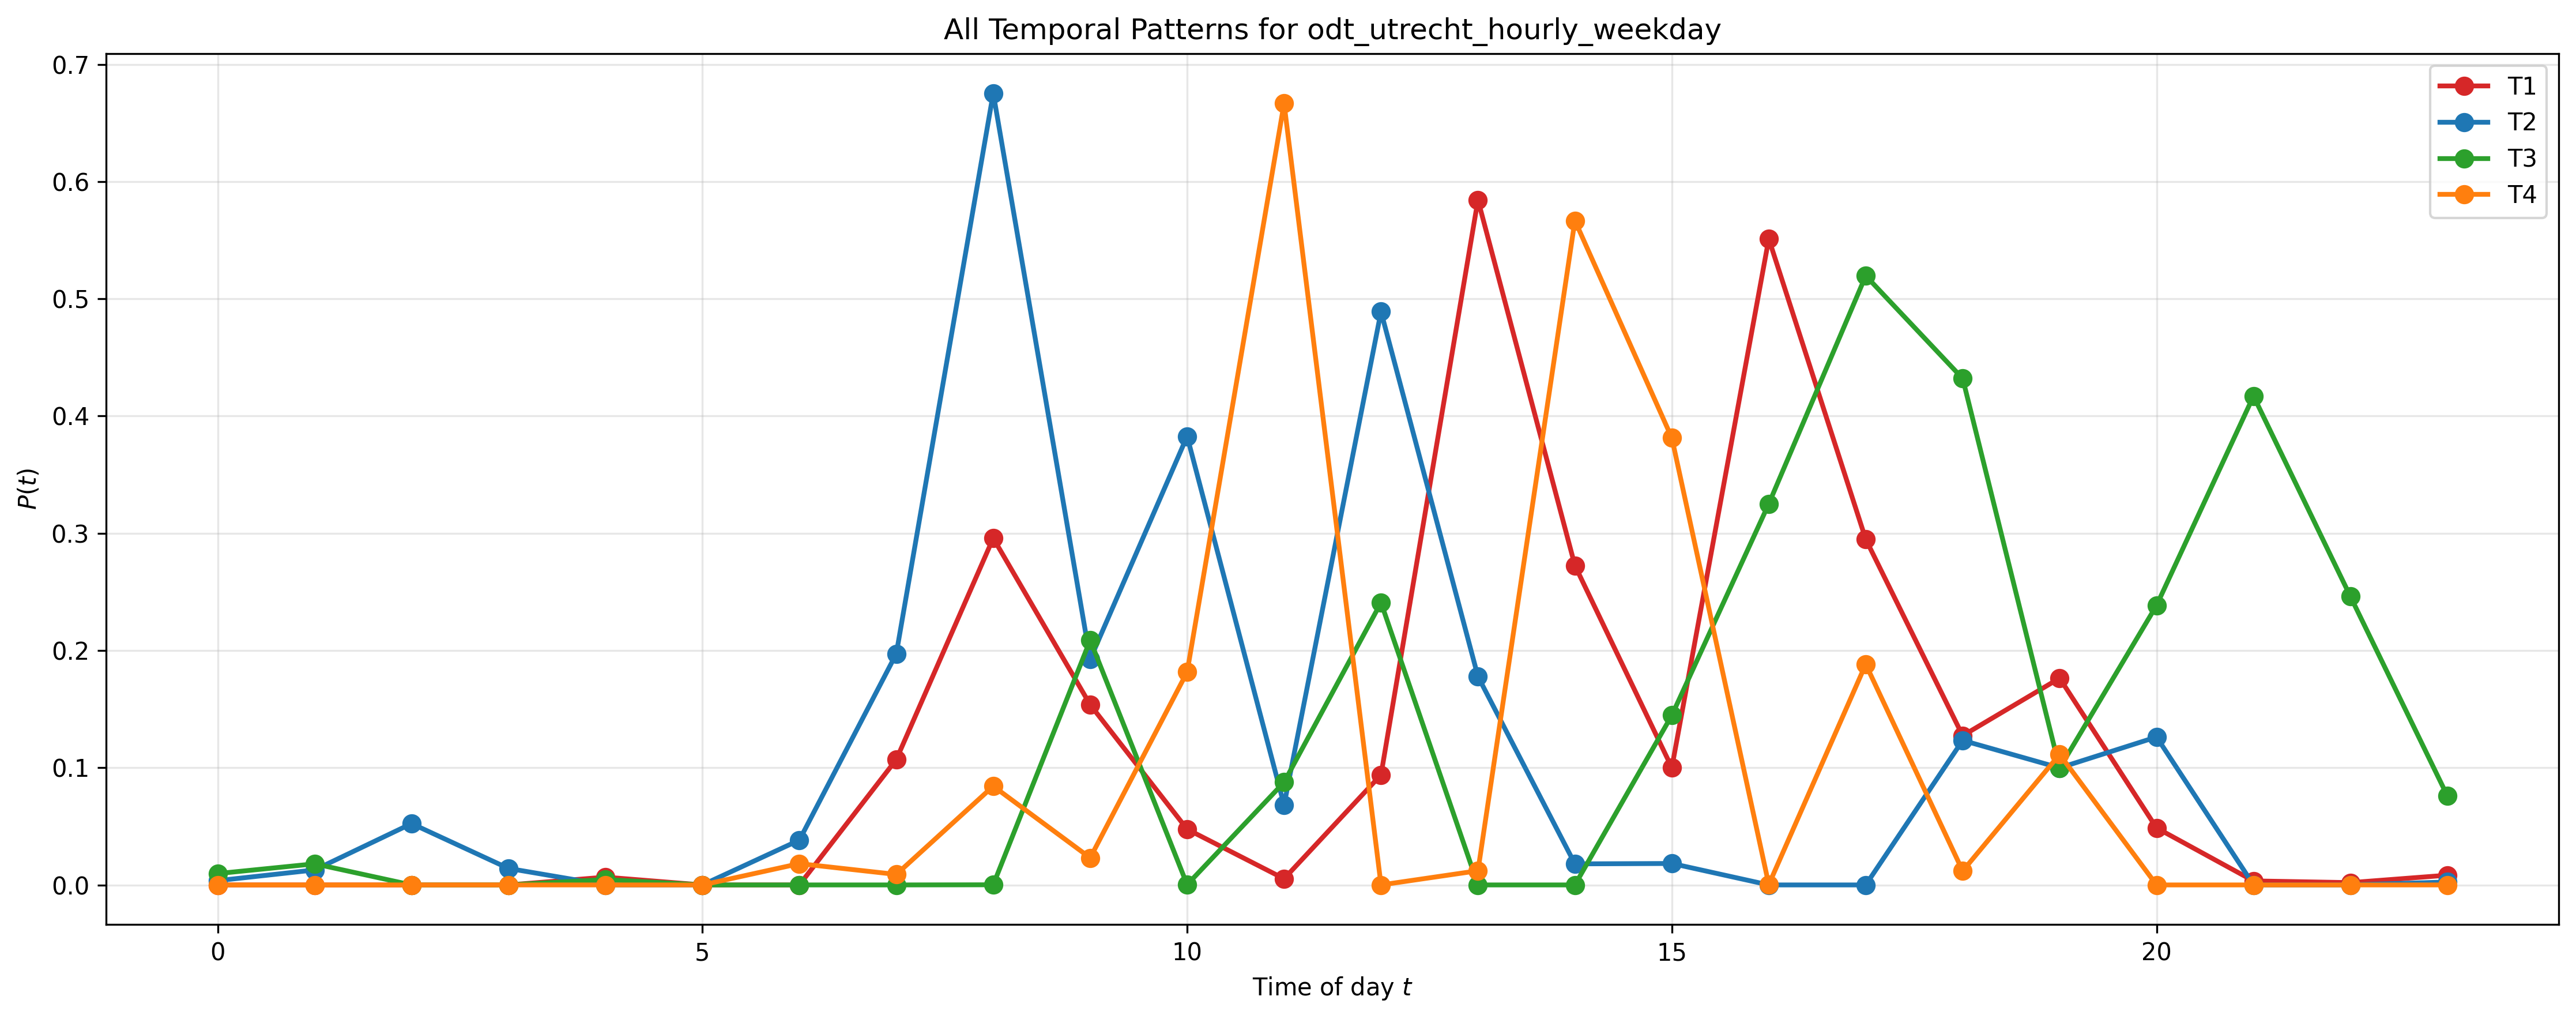 All Temporal Patterns for odt_utrecht_hourly_weekday
0.7
0.6
0.5
0.4
0.3
0.2
0.1
0.0
P(t)
T1
T2
T3
T4
0 5 10 15 20
Time of day t